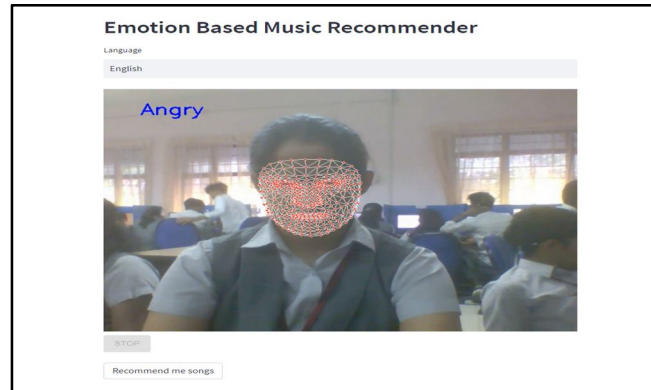 Emotion Based Music Recommender
Language
English
Angry
STOP
Recommend me songs